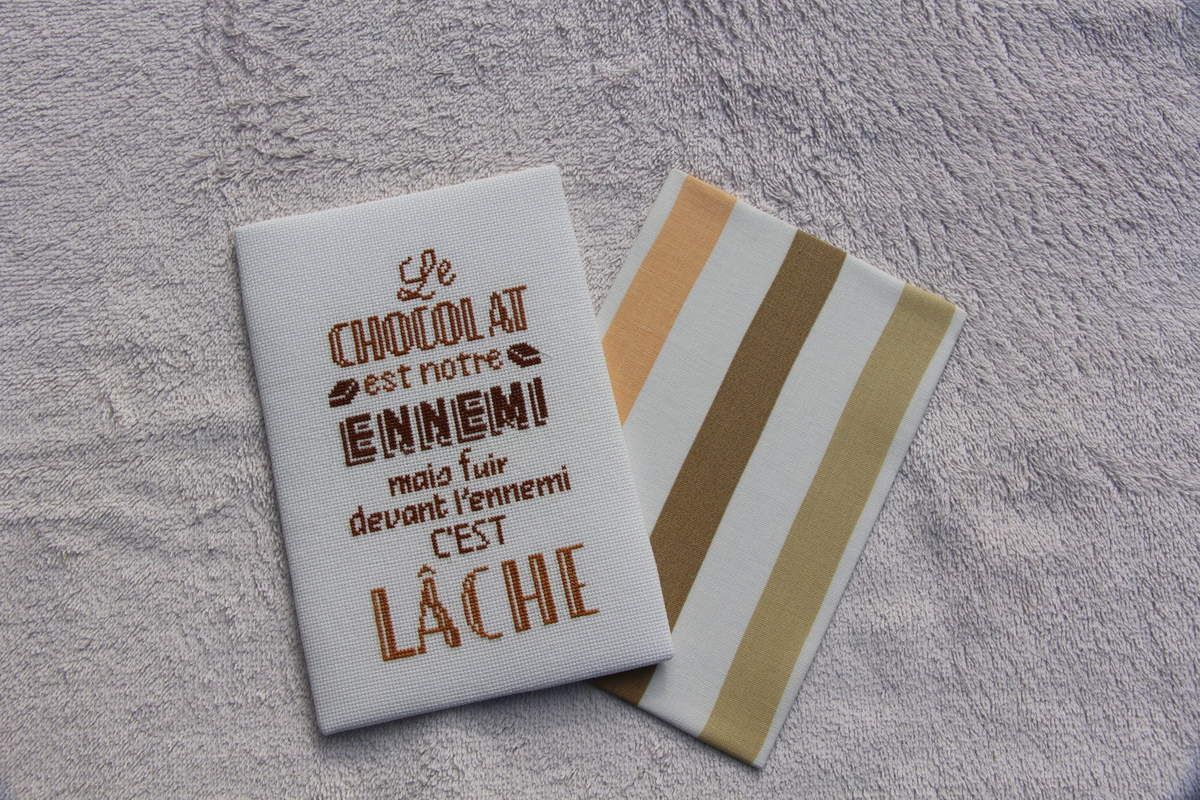 Le
CHOCOLAT
est notre
ENNEMI
mais fuir
devant l'ennemi
C'EST
LÂCHE